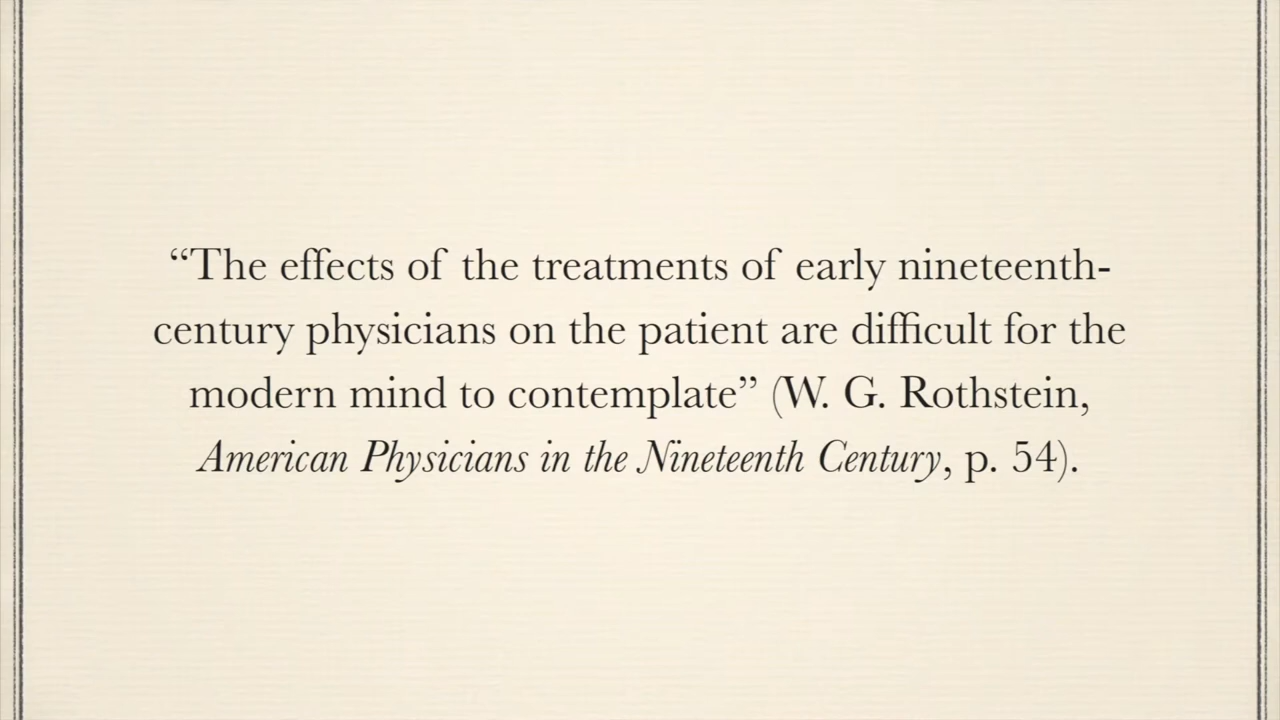 “The effects of the treatments of early nineteenth-
century physicians on the patient are difficult for the
modern mind to contemplate” (W. G. Rothstein,
American Physicians in the Nineteenth Century, p. 54).